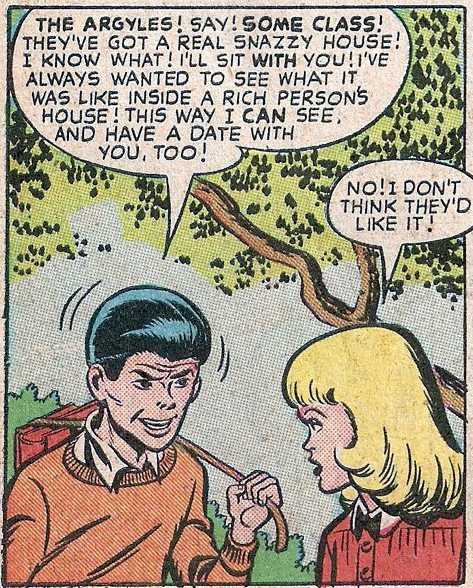 THE ARGYLES! SAY! SOME CLASS!
THEY'VE GOT A REAL SNAZZY HOUSE!
I KNOW WHAT! I'LL SIT WITH YOU! I'VE
ALWAYS WANTED TO SEE WHAT IT
WAS LIKE INSIDE A RICH PERSON'S
HOUSE! THIS WAY I CAN SEE,
AND HAVE A DATE WITH
YOU, TOO!
NO! I DON'T
THINK THEY'D
LIKE IT!